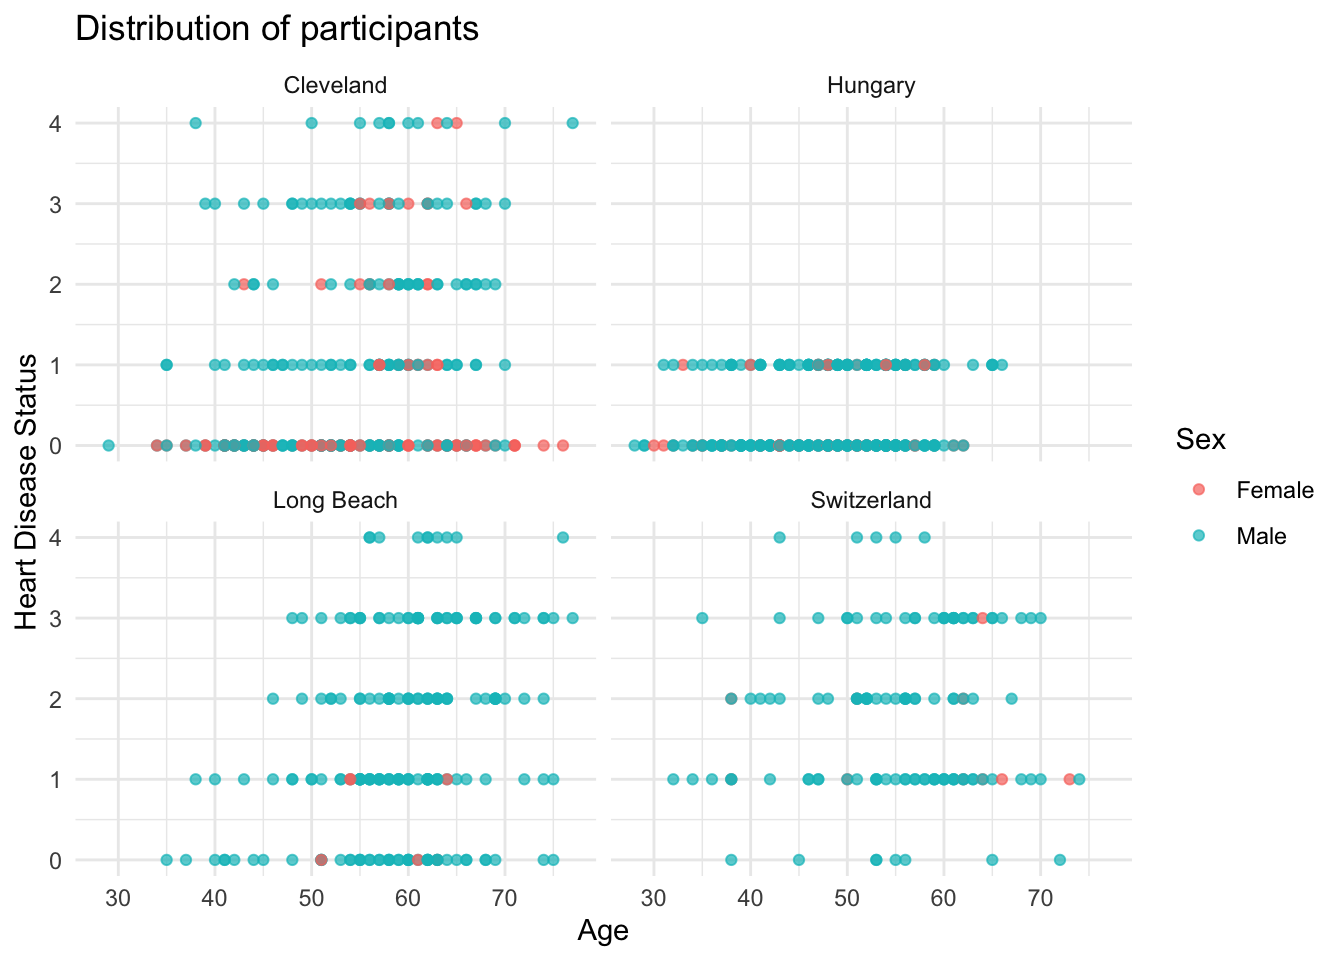 Distribution of participants
Cleveland
Hungary
4
3
2
1
0
Long Beach
Switzerland
4
3
2
1
0
30 40 50 60 70
30 40 50 60 70
Age
Heart Disease Status
Sex
Female
Male